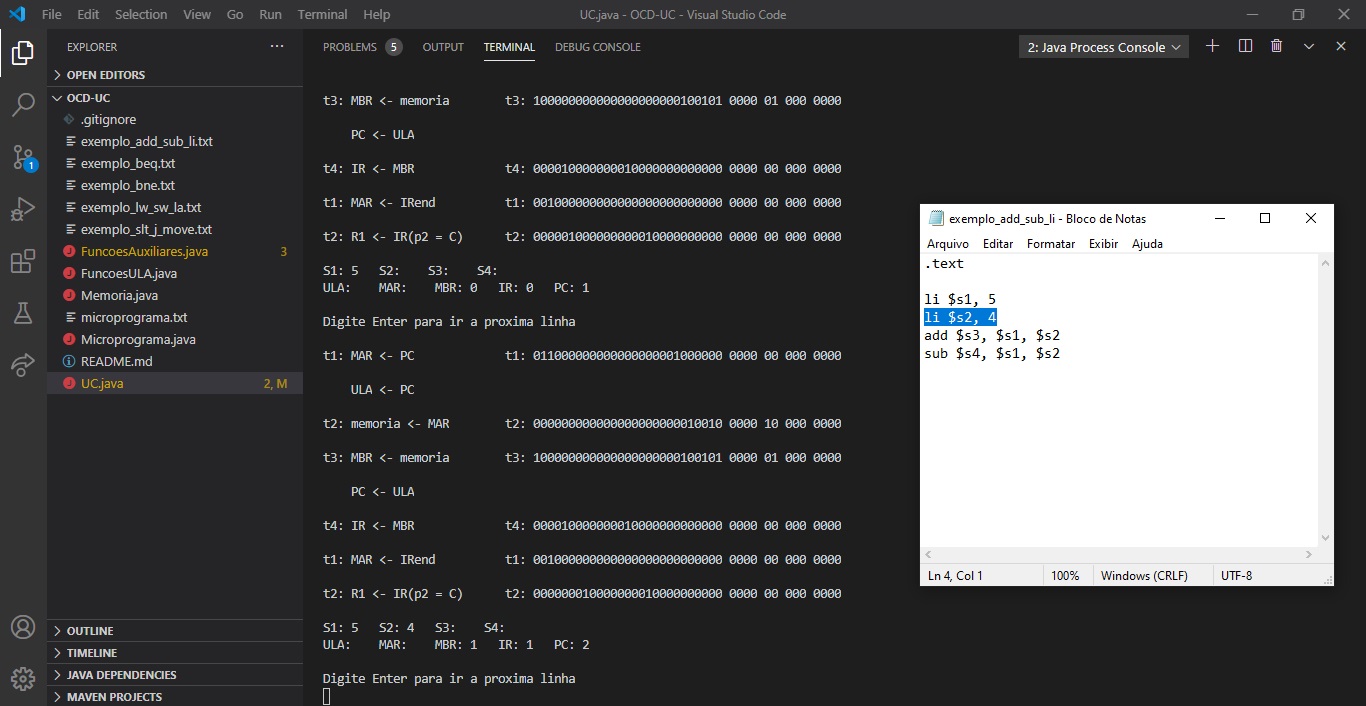 File Edit Selection View Go Run Terminal Help UC.java - OCD-UC - Visual Studio Code
EXPLORER
OPEN EDITORS
OCD-UC
.gitignore
exemplo_add_sub_li.txt
exemplo_beq.txt
exemplo_bne.txt
exemplo_lw_sw_la.txt
exemplo_slt_j_move.txt
FuncoesAuxiliares.java 3
FuncoesULA.java
Memoria.java
microprograma.txt
Microprograma.java
README.md
UC.java 2, M
OUTLINE
TIMELINE
JAVA DEPENDENCIES
MAVEN PROJECTS
1
PROBLEMS 5 OUTPUT TERMINAL DEBUG CONSOLE 2: Java Process Console
t3: MBR <- memoria t3: 10000000000000000000000100101 0000 01 000 0000
PC <- ULA
t4: IR <- MBR t4: 000010000000010000000000000 0000 00 000 0000
t1: MAR <- IRend t1: 001000000000000000000000000 0000 00 000 0000
t2: R1 <- IR(p2 = C) t2: 000001000000000010000000000 0000 00 000 0000
S1: 5 S2: S3: S4:
ULA: MAR: MBR: 0 IR: 0 PC: 1
Digite Enter para ir a proxima linha
t1: MAR <- PC t1: 011000000000000000001000000 0000 00 000 0000
ULA <- PC
t2: memoria <- MAR t2: 000000000000000000000010010 0000 10 000 0000
t3: MBR <- memoria t3: 100000000000000000000100101 0000 01 000 0000
PC <- ULA
t4: IR <- MBR t4: 000010000000010000000000000 0000 00 000 0000
t1: MAR <- IRend t1: 001000000000000000000000000 0000 00 000 0000
t2: R1 <- IR(p2 = C) t2: 000000010000000010000000000 0000 00 000 0000
S1: 5 S2: 4 S3: S4:
ULA: MAR: MBR: 1 IR: 1 PC: 2
Digite Enter para ir a proxima linha
exemplo_add_sub_li - Bloco de Notas
Arquivo Editar Formatar Exibir Ajuda
.text
li $s1, 5
li $s2, 4
add $s3, $s1, $s2
sub $s4, $s1, $s2
Ln 4, Col 1 100% Windows (CRLF) UTF-8